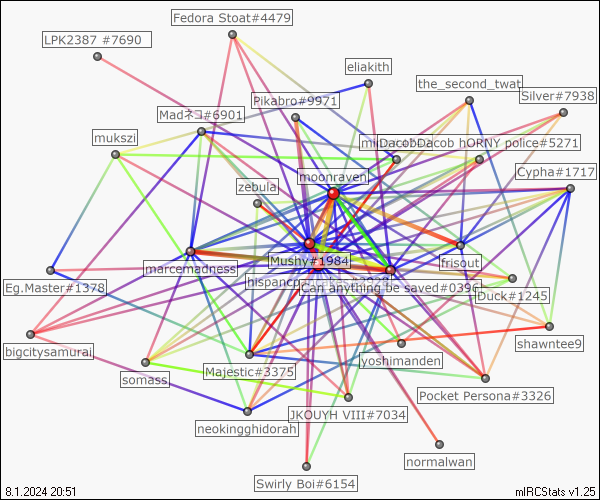 Fedora Stoat#4479
LPK2387 #7690
eliakith
the_second_twat
Silver#7938
Pikabro#9971
Madネコ#6901
mukszi
DacobDacob hORNY police#5271
moonraven
Cypha#1717
zebula
Mushy#1984
frisout
marcemadness
Eg.Master#1378
Can anything be saved#0396
Duck#1245
bigcitysamurai
shawntee9
yoshimanden
Majestic#3375
somass
Pocket Persona#3326
JKOUYH VIII#7034
neokingghidorah
normalwan
Swirly Boi#6154
8.1.2024 20:51
mIRCStats v1.25